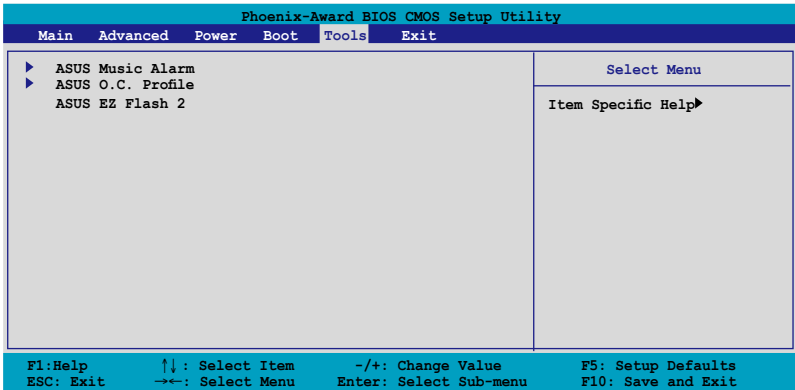 Phoenix-Award BIOS CMOS Setup Utility
Main Advanced Power Boot Tools Exit
ASUS Music Alarm
ASUS O.C. Profile
ASUS EZ Flash 2
Select Menu
Item Specific Help
F1:Help ↑↓: Select Item -/+: Change Value F5: Setup Defaults
ESC: Exit →←: Select Menu Enter: Select Sub-menu F10: Save and Exit